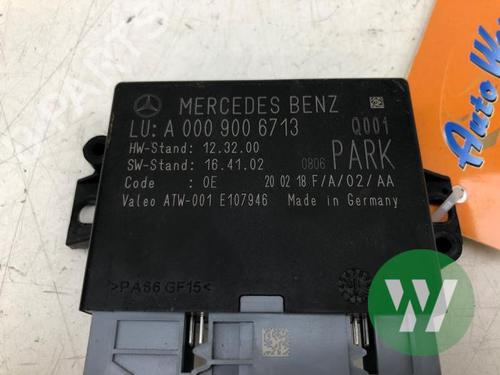 MERCEDES BENZ
LU: A 000 900 6713 Q001
HW-Stand: 12.32.00
SW-Stand: 16.41.02 0806 PARK
Code : 0E 20 02 18 F/A/02/AA
Valeo ATW-001 E107946 Made in Germany
>PA66 GF15<
Auto
W